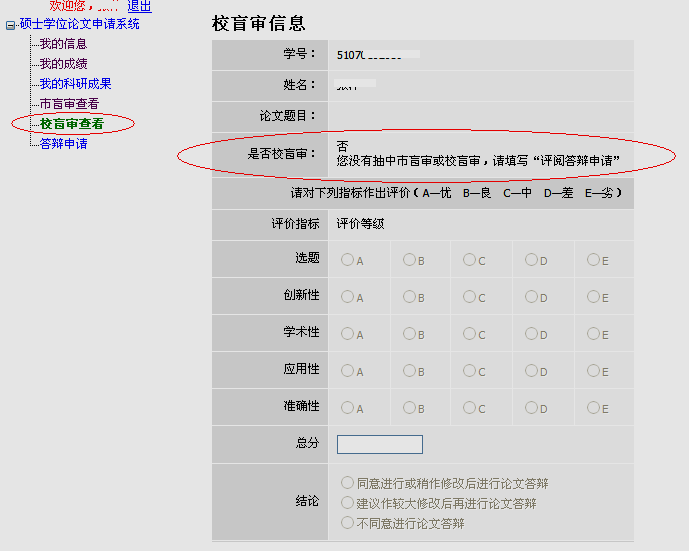 欢迎您， 退出
硕士学位论文申请系统
我的信息
我的成绩
我的科研成果
市盲审查看
校盲审查看
答辩申请
校盲审信息
学号： 5107
姓名：
论文题目：
是否校盲审： 否
您没有抽中市盲审或校盲审，请填写“评阅答辩申请”
请对下列指标作出评价（A—优 B—良 C—中 D—差 E—劣）
评价指标 评价等级
选题 A B C D E
创新性 A B C D E
学术性 A B C D E
应用性 A B C D E
准确性 A B C D E
总分
结论
同意进行或稍作修改后进行论文答辩
建议作较大修改后再进行论文答辩
不同意进行论文答辩